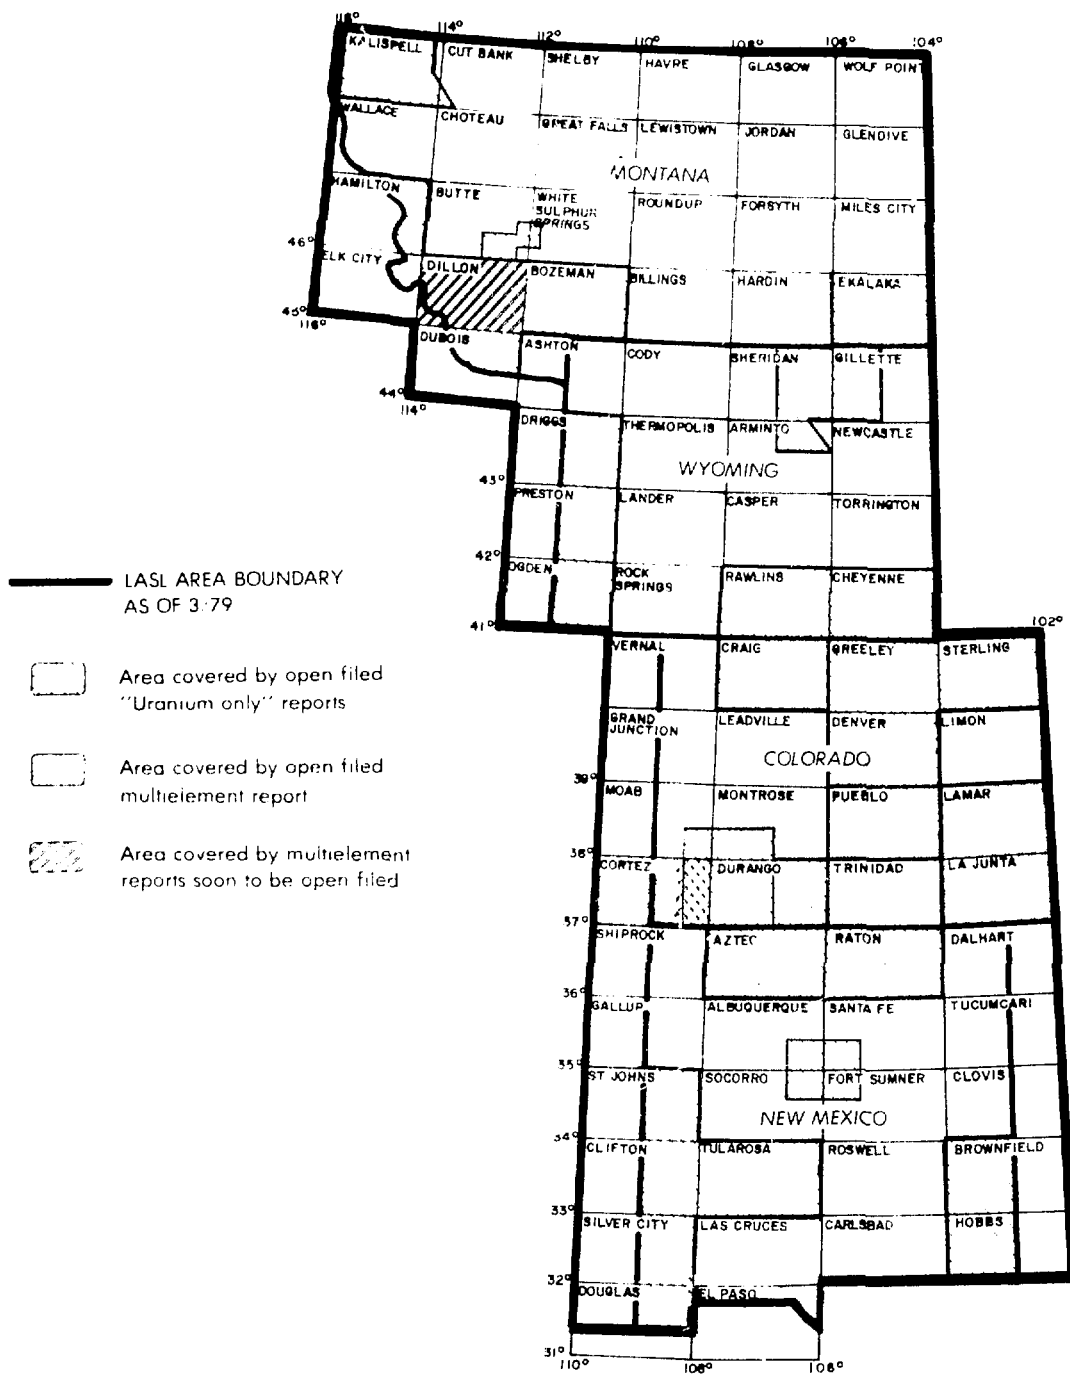 116°
114°
112°
110°
108°
106°
104°
KALISPELL
CUT BANK
SHELBY
HAVRE
GLASGOW
WOLF POINT
WALLACE
CHOTEAU
GREAT FALLS
LEWISTOWN
JORDAN
GLENDIVE
MONTANA
HAMILTON
BUTTE
WHITE
SULPHUR
SPRINGS
ROUNDUP
FORSYTH
MILES CITY
46°
ELK CITY
DILLON
BOZEMAN
BILLINGS
HARDIN
EKALAKA
45°
116°
DUBOIS
ASHTON
CODY
SHERIDAN
GILLETTE
44°
114°
DRIGGS
THERMOPOLIS
ARMINTO
NEWCASTLE
WYOMING
43°
PRESTON
LANDER
CASPER
TORRINGTON
42°
OGDEN
ROCK
SPRINGS
RAWLINS
CHEYENNE
41°
102°
LASL AREA BOUNDARY
AS OF 3/79
Area covered by open filed
"Uranium only" reports
Area covered by open filed
multielement report
Area covered by multielement
reports soon to be open filed
VERNAL
CRAIG
GREELEY
STERLING
GRAND
JUNCTION
LEADVILLE
DENVER
LIMON
COLORADO
39°
MOAB
MONTROSE
PUEBLO
LAMAR
38°
CORTEZ
DURANGO
TRINIDAD
LA JUNTA
37°
SHIPROCK
AZTEC
RATON
DALHART
36°
GALLUP
ALBUQUERQUE
SANTA FE
TUCUMCARI
35°
ST JOHNS
SOCORRO
FORT SUMNER
CLOVIS
NEW MEXICO
34°
CLIFTON
TULAROSA
ROSWELL
BROWNFIELD
33°
SILVER CITY
LAS CRUCES
CARLSBAD
HOBBS
32°
DOUGLAS
EL PASO
31°
110°
108°
106°